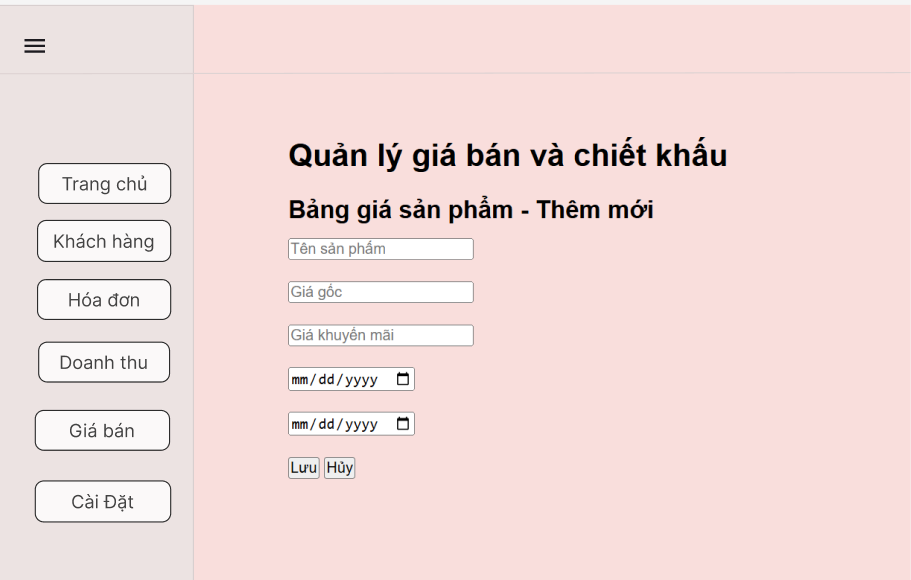 Trang chủ
Khách hàng
Hóa đơn
Doanh thu
Giá bán
Cài Đặt
Quản lý giá bán và chiết khấu
Bảng giá sản phẩm - Thêm mới
Tên sản phẩm
Giá gốc
Giá khuyến mãi
mm/dd/yyyy
mm/dd/yyyy
Lưu Hủy